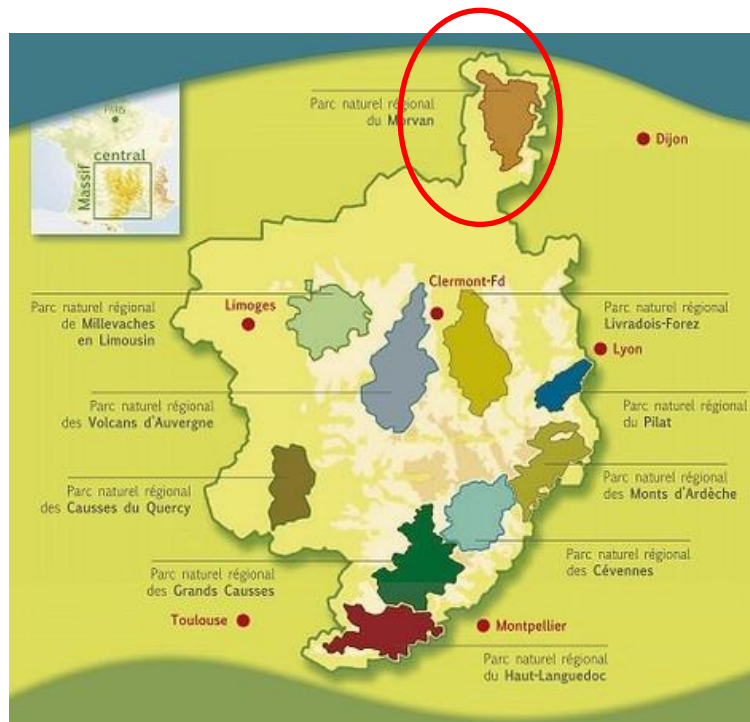 PARIS
Massif
central
Parc naturel régional
du Morvan
Dijon
Clermont-Fd
Parc naturel régional
de Millevaches
en Limousin
Limoges
Parc naturel régional
Livradois-Forez
Lyon
Parc naturel régional
des Volcans d'Auvergne
Parc naturel régional
du Pilat
Parc naturel régional
des Causses du Quercy
Parc naturel régional
des Monts d'Ardèche
Parc naturel régional
des Cévennes
Parc naturel régional
des Grands Causses
Toulouse
Montpellier
Parc naturel régional
du Haut-Languedoc